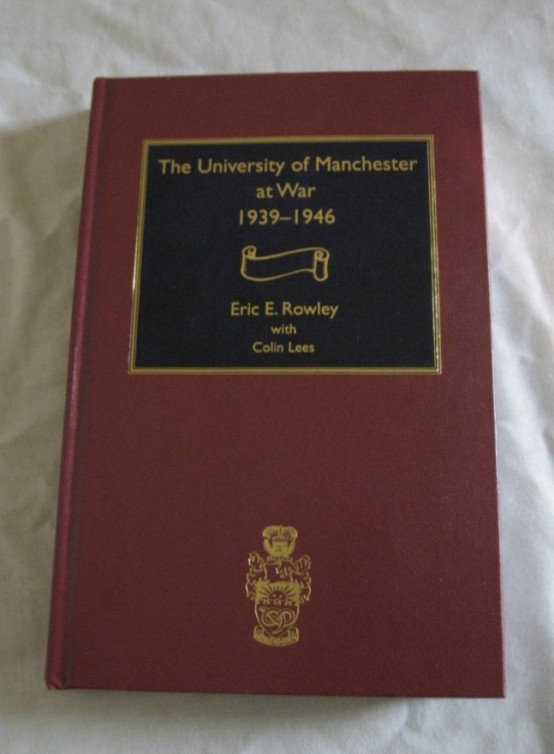 The University of Manchester
at War
1939–1946
Eric E. Rowley
with
Colin Lees